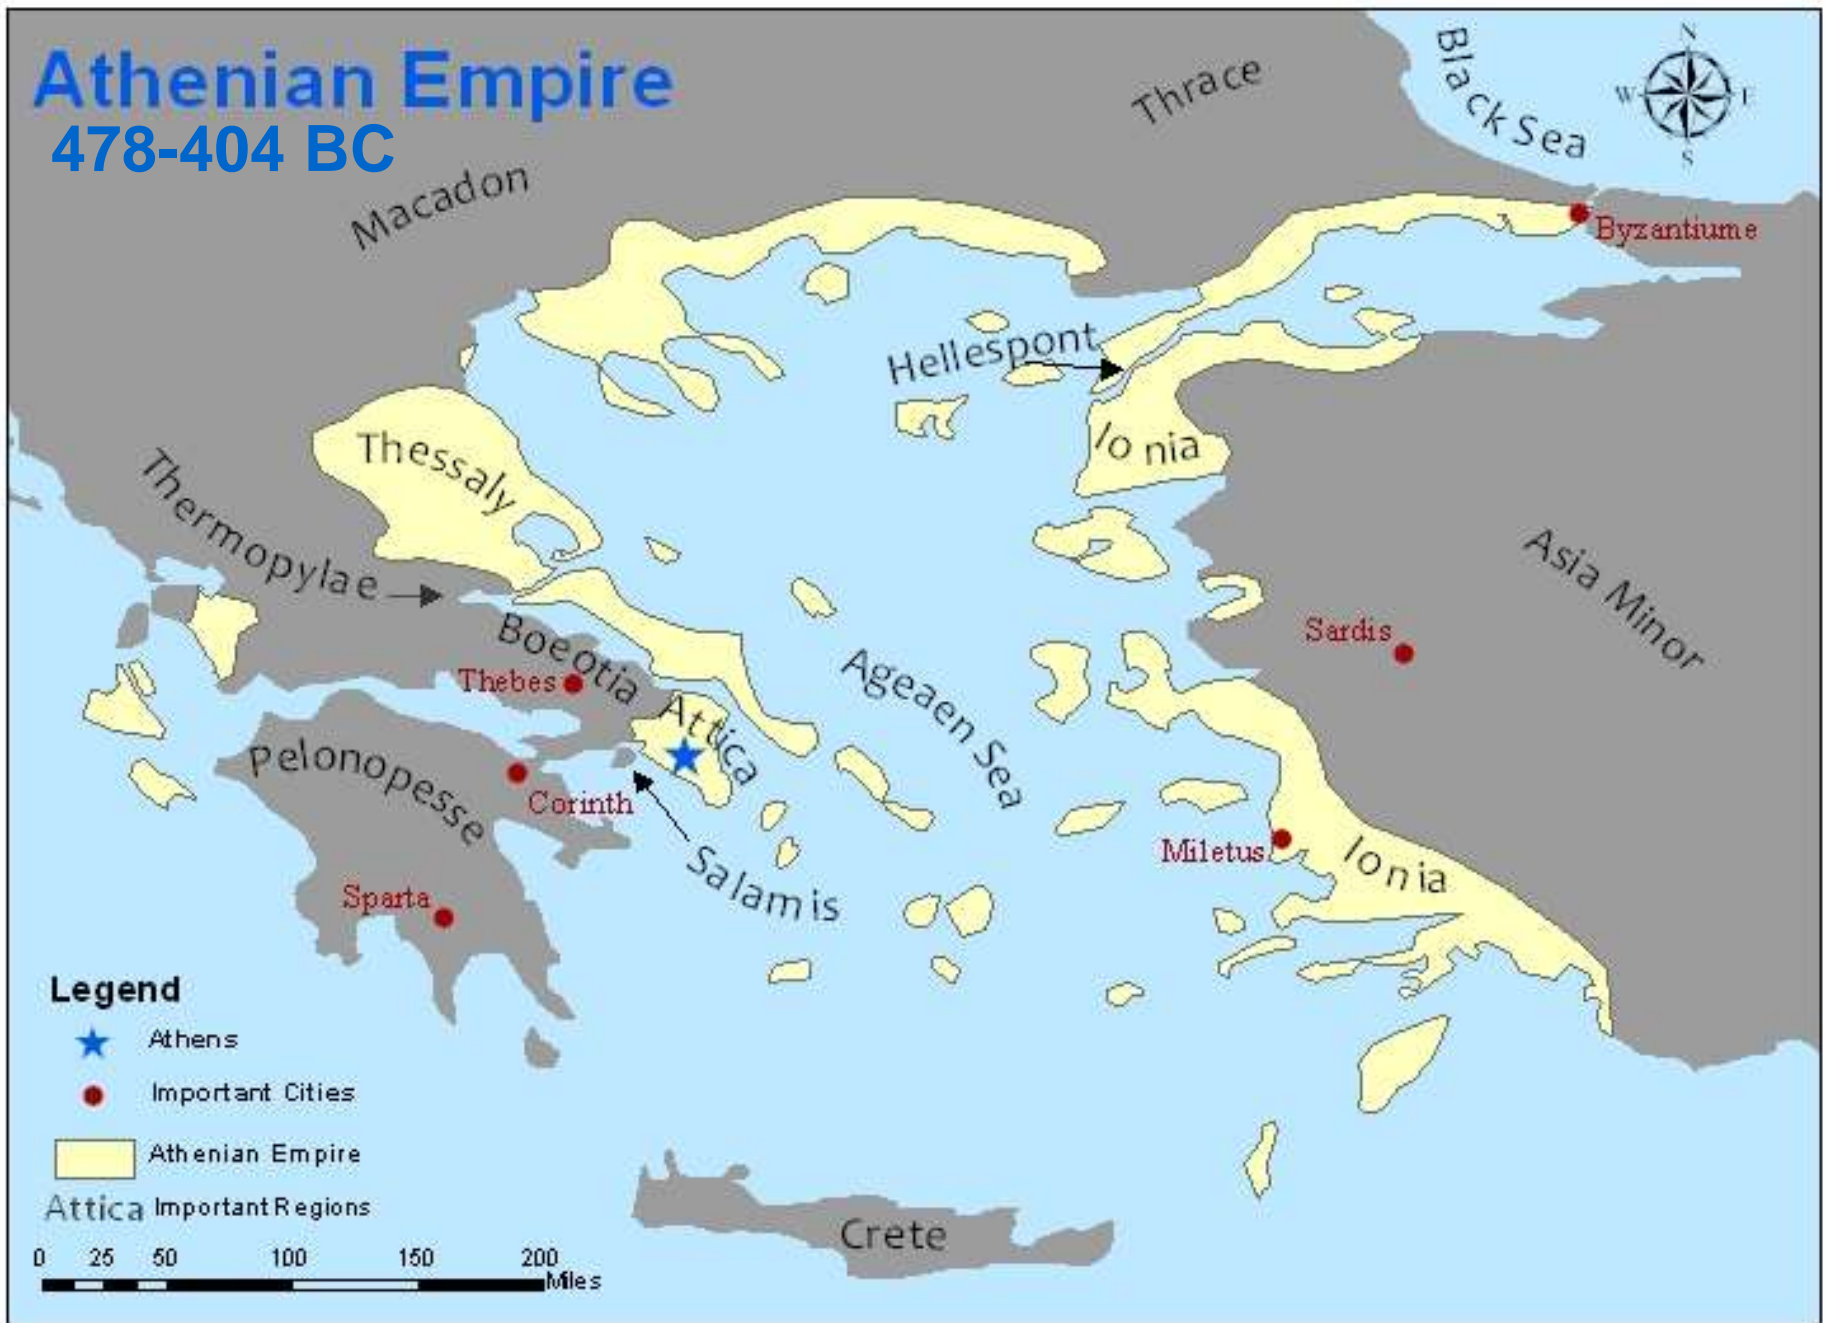 Athenian Empire
478-404 BC
Black Sea
N
W E
S
Thrace
Macadon
Byzantiume
Hellespont
Io nia
Thessaly
Thermopylae
Asia Minor
Boeotia
Sardis
Thebes
Ageaen Sea
Attica
Pelonopesse
Corinth
Miletus
Ionia
Salamis
Sparta
Legend
Athens
Important Cities
Athenian Empire
Attica Important Regions
0 25 50 100 150 200
Miles
Crete